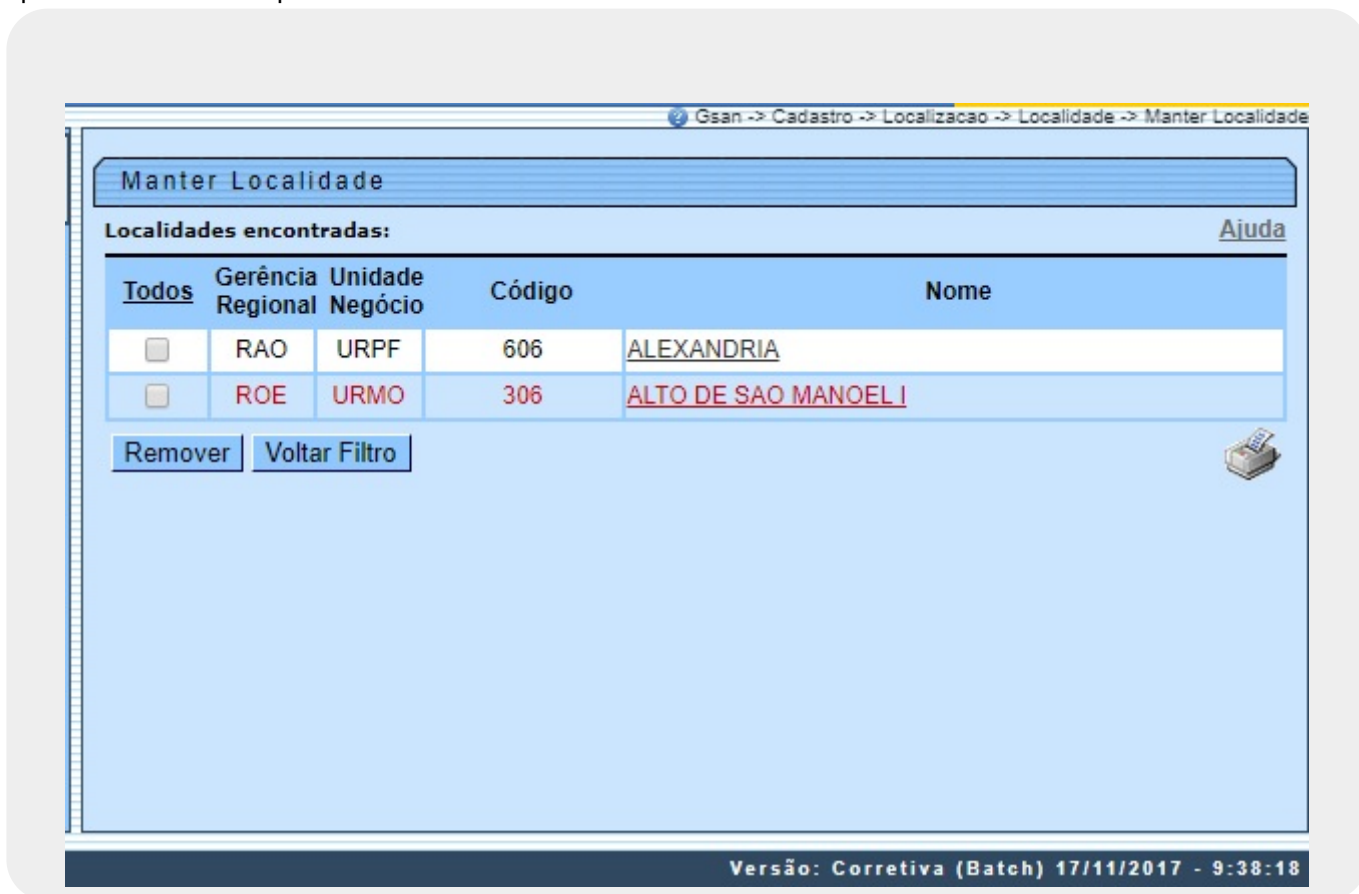 Gsan -> Cadastro -> Localizacao -> Localidade -> Manter Localidade
Manter Localidade
Localidades encontradas: Ajuda
Todos Gerência Regional Unidade Negócio Código Nome
RAO URPF 606 ALEXANDRIA
ROE URMO 306 ALTO DE SAO MANOEL I
Remover Voltar Filtro
Versão: Corretiva (Batch) 17/11/2017 - 9:38:18